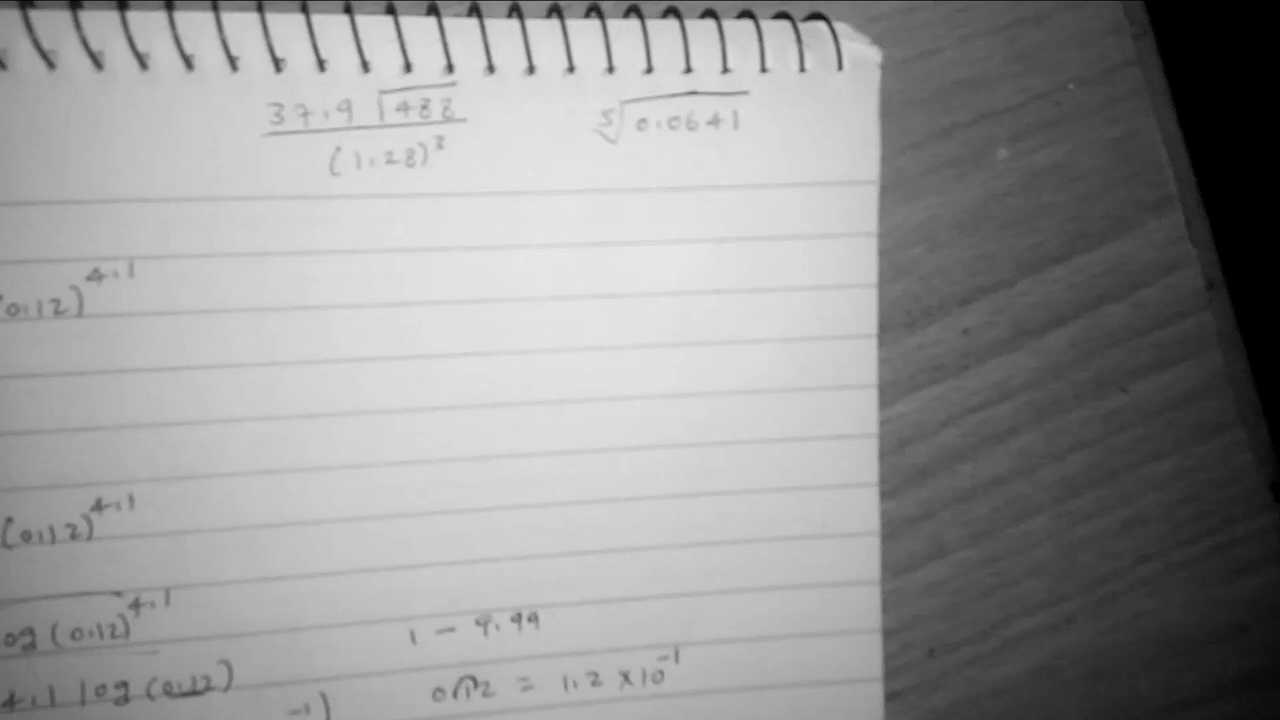 37.9 √488 / (1.28)³ ⁵√0.0641
(0.12)^4.1
(0.12)^4.1
log (0.12)^4.1
1 - 9.99
4.1 log (0.12)
0.12 = 1.2 × 10^-1
-1)